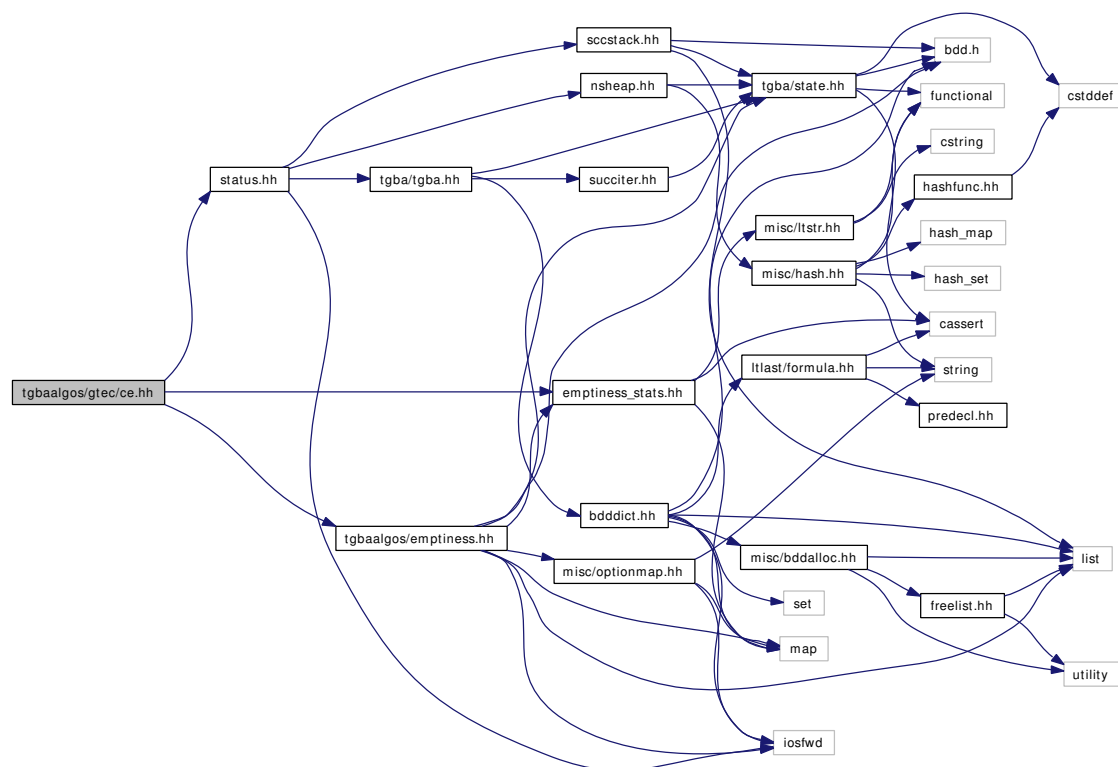 sccstack.hh
bdd.h
nsheap.hh
tgba/state.hh
functional
cstddef
cstring
status.hh
tgba/tgba.hh
succiter.hh
hashfunc.hh
misc/ltstr.hh
hash_map
misc/hash.hh
hash_set
cassert
ltlast/formula.hh
string
tgbaalgos/gtec/ce.hh
emptiness_stats.hh
predecl.hh
bdddict.hh
tgbaalgos/emptiness.hh
misc/bddalloc.hh
list
misc/optionmap.hh
set
freelist.hh
map
utility
iosfwd